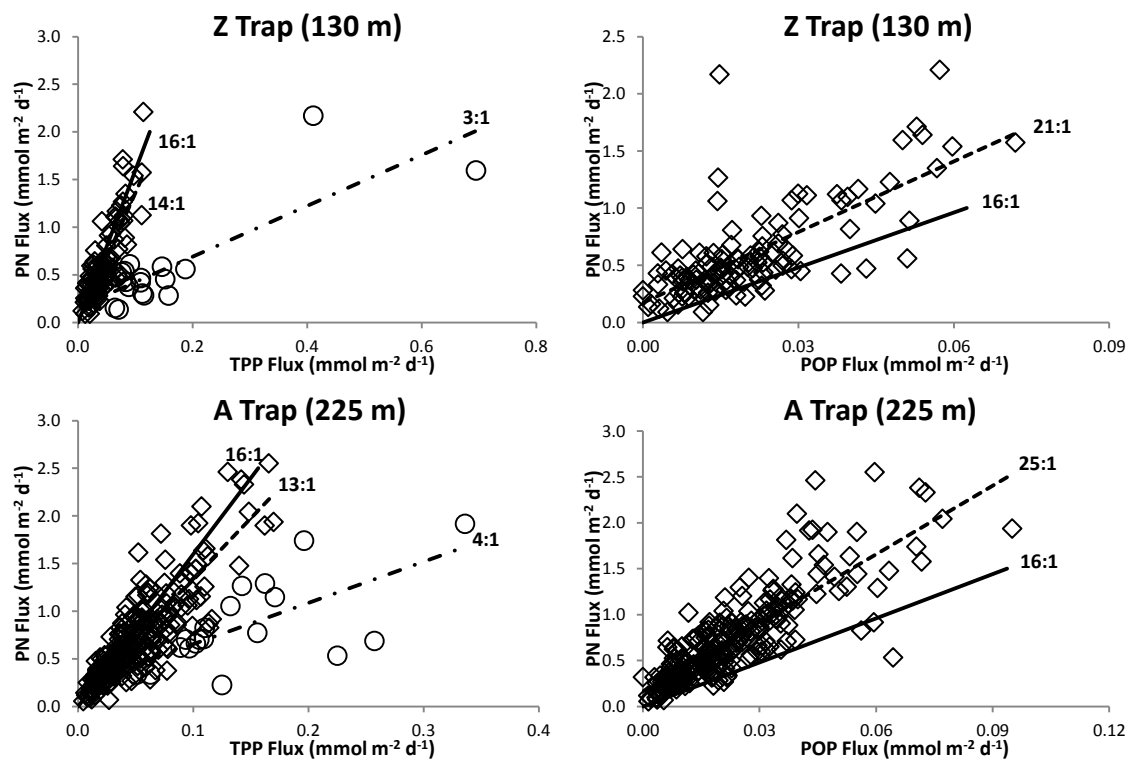 Z Trap (130 m)
3.0
2.5
2.0
1.5
1.0
0.5
0.0
PN Flux (mmol m⁻² d⁻¹)
16:1
14:1
3:1
0.0 0.2 0.4 0.6 0.8
TPP Flux (mmol m⁻² d⁻¹)
Z Trap (130 m)
2.5
2.0
1.5
1.0
0.5
0.0
PN Flux (mmol m⁻² d⁻¹)
21:1
16:1
0.00 0.03 0.06 0.09
POP Flux (mmol m⁻² d⁻¹)
A Trap (225 m)
3.0
2.5
2.0
1.5
1.0
0.5
0.0
PN Flux (mmol m⁻² d⁻¹)
16:1
13:1
4:1
0.0 0.1 0.2 0.3 0.4
TPP Flux (mmol m⁻² d⁻¹)
A Trap (225 m)
3.0
2.5
2.0
1.5
1.0
0.5
0.0
PN Flux (mmol m⁻² d⁻¹)
25:1
16:1
0.00 0.03 0.06 0.09 0.12
POP Flux (mmol m⁻² d⁻¹)